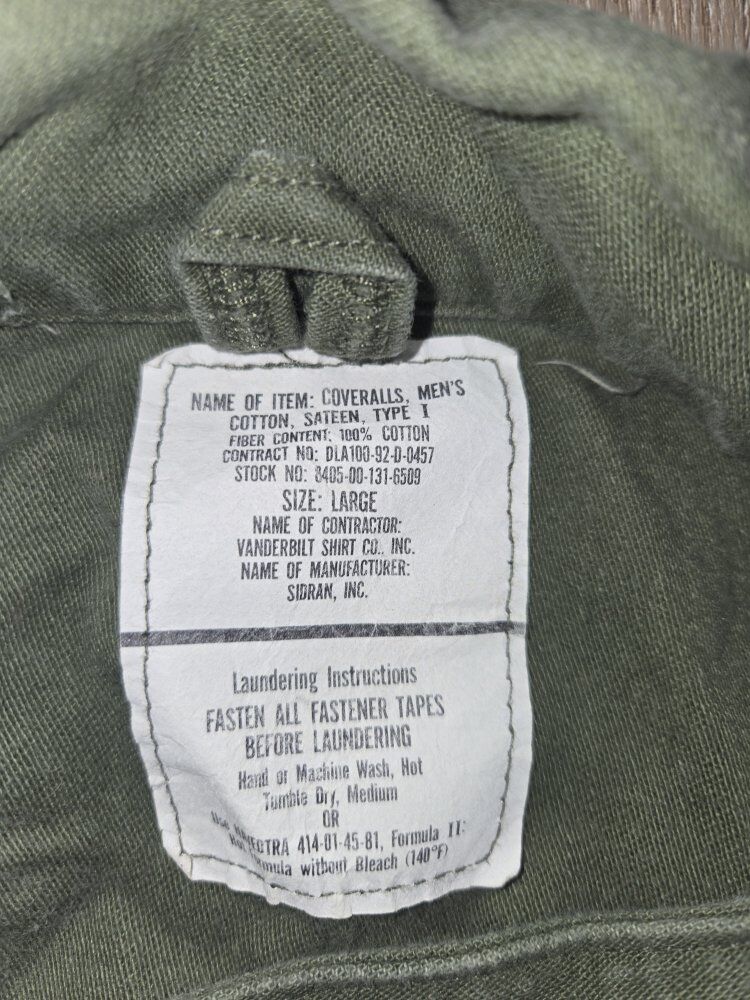 NAME OF ITEM: COVERALLS, MEN'S
COTTON, SATEEN, TYPE I
FIBER CONTENT: 100% COTTON
CONTRACT NO: DLA100-92-D-0457
STOCK NO: 8405-00-131-6509
SIZE: LARGE
NAME OF CONTRACTOR:
VANDERBILT SHIRT CO., INC.
NAME OF MANUFACTURER:
SIDRAN, INC.
Laundering Instructions
FASTEN ALL FASTENER TAPES
BEFORE LAUNDERING
Hand or Machine Wash, Hot
Tumble Dry, Medium
OR
Use 414-01-45-81, Formula II:
without Bleach (140°F)